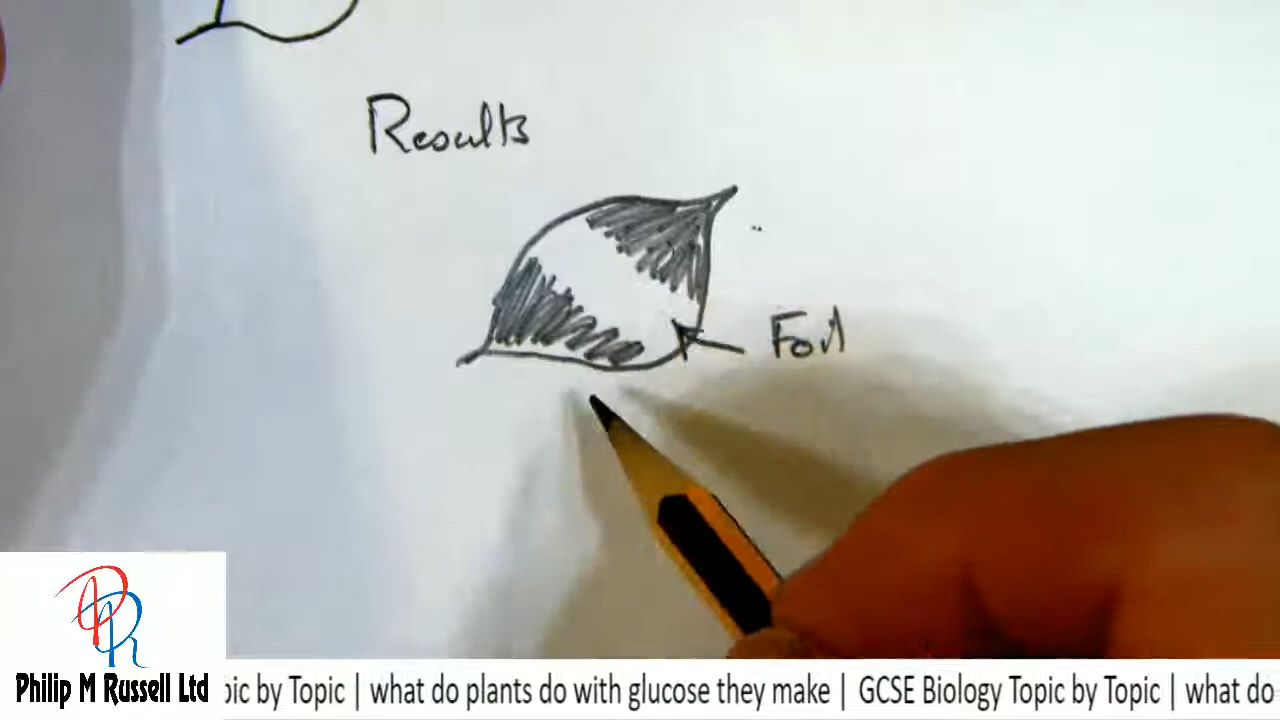 Results
Foil
Philip M Russell Ltd
pic by Topic | what do plants do with glucose they make | GCSE Biology Topic by Topic | what do